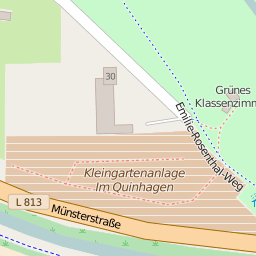 30
Grünes
Klassenzimm
Emilie-Rosenthal-Weg
Kleingartenanlage
Im Quinhagen
L 813
Münsterstraße